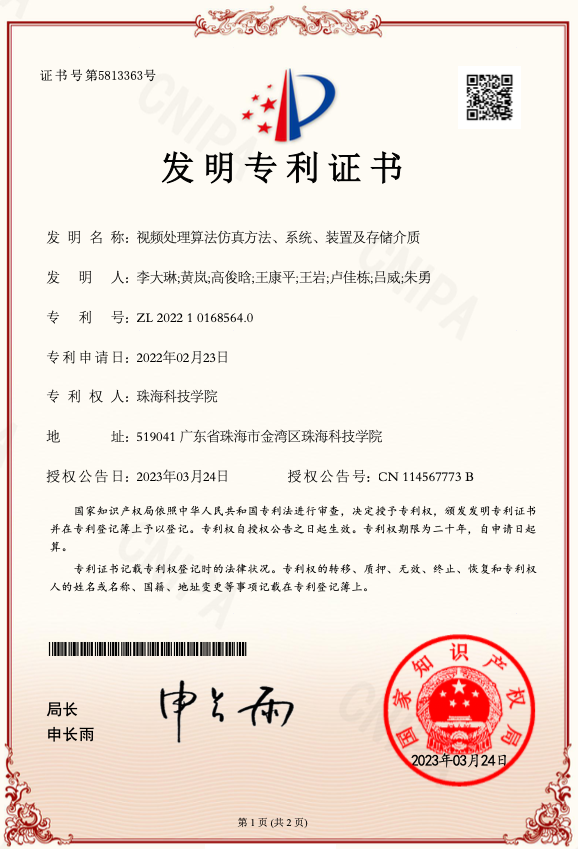 证书号第5813363号
发明专利证书
发明名称：视频处理算法仿真方法、系统、装置及存储介质
发明人：李大琳;黄岚;高俊晗;王康平;王岩;卢佳栋;吕威;朱勇
专利号：ZL 2022 1 0168564.0
专利申请日：2022年02月23日
专利权人：珠海科技学院
地址：519041 广东省珠海市金湾区珠海科技学院
授权公告日：2023年03月24日 授权公告号：CN 114567773 B
国家知识产权局依照中华人民共和国专利法进行审查，决定授予专利权，颁发发明专利证书
并在专利登记簿上予以登记。专利权自授权公告之日起生效。专利权期限为二十年，自申请日起
算。
专利证书记载专利权登记时的法律状况。专利权的转移、质押、无效、终止、恢复和专利权
人的姓名或名称、国籍、地址变更等事项记载在专利登记簿上。
局长
申长雨
申长雨
国家知识产权局
2023年03月24日
第 1 页 (共 2 页)
CNIPA
CNIPA
CNIPA
CNIPA